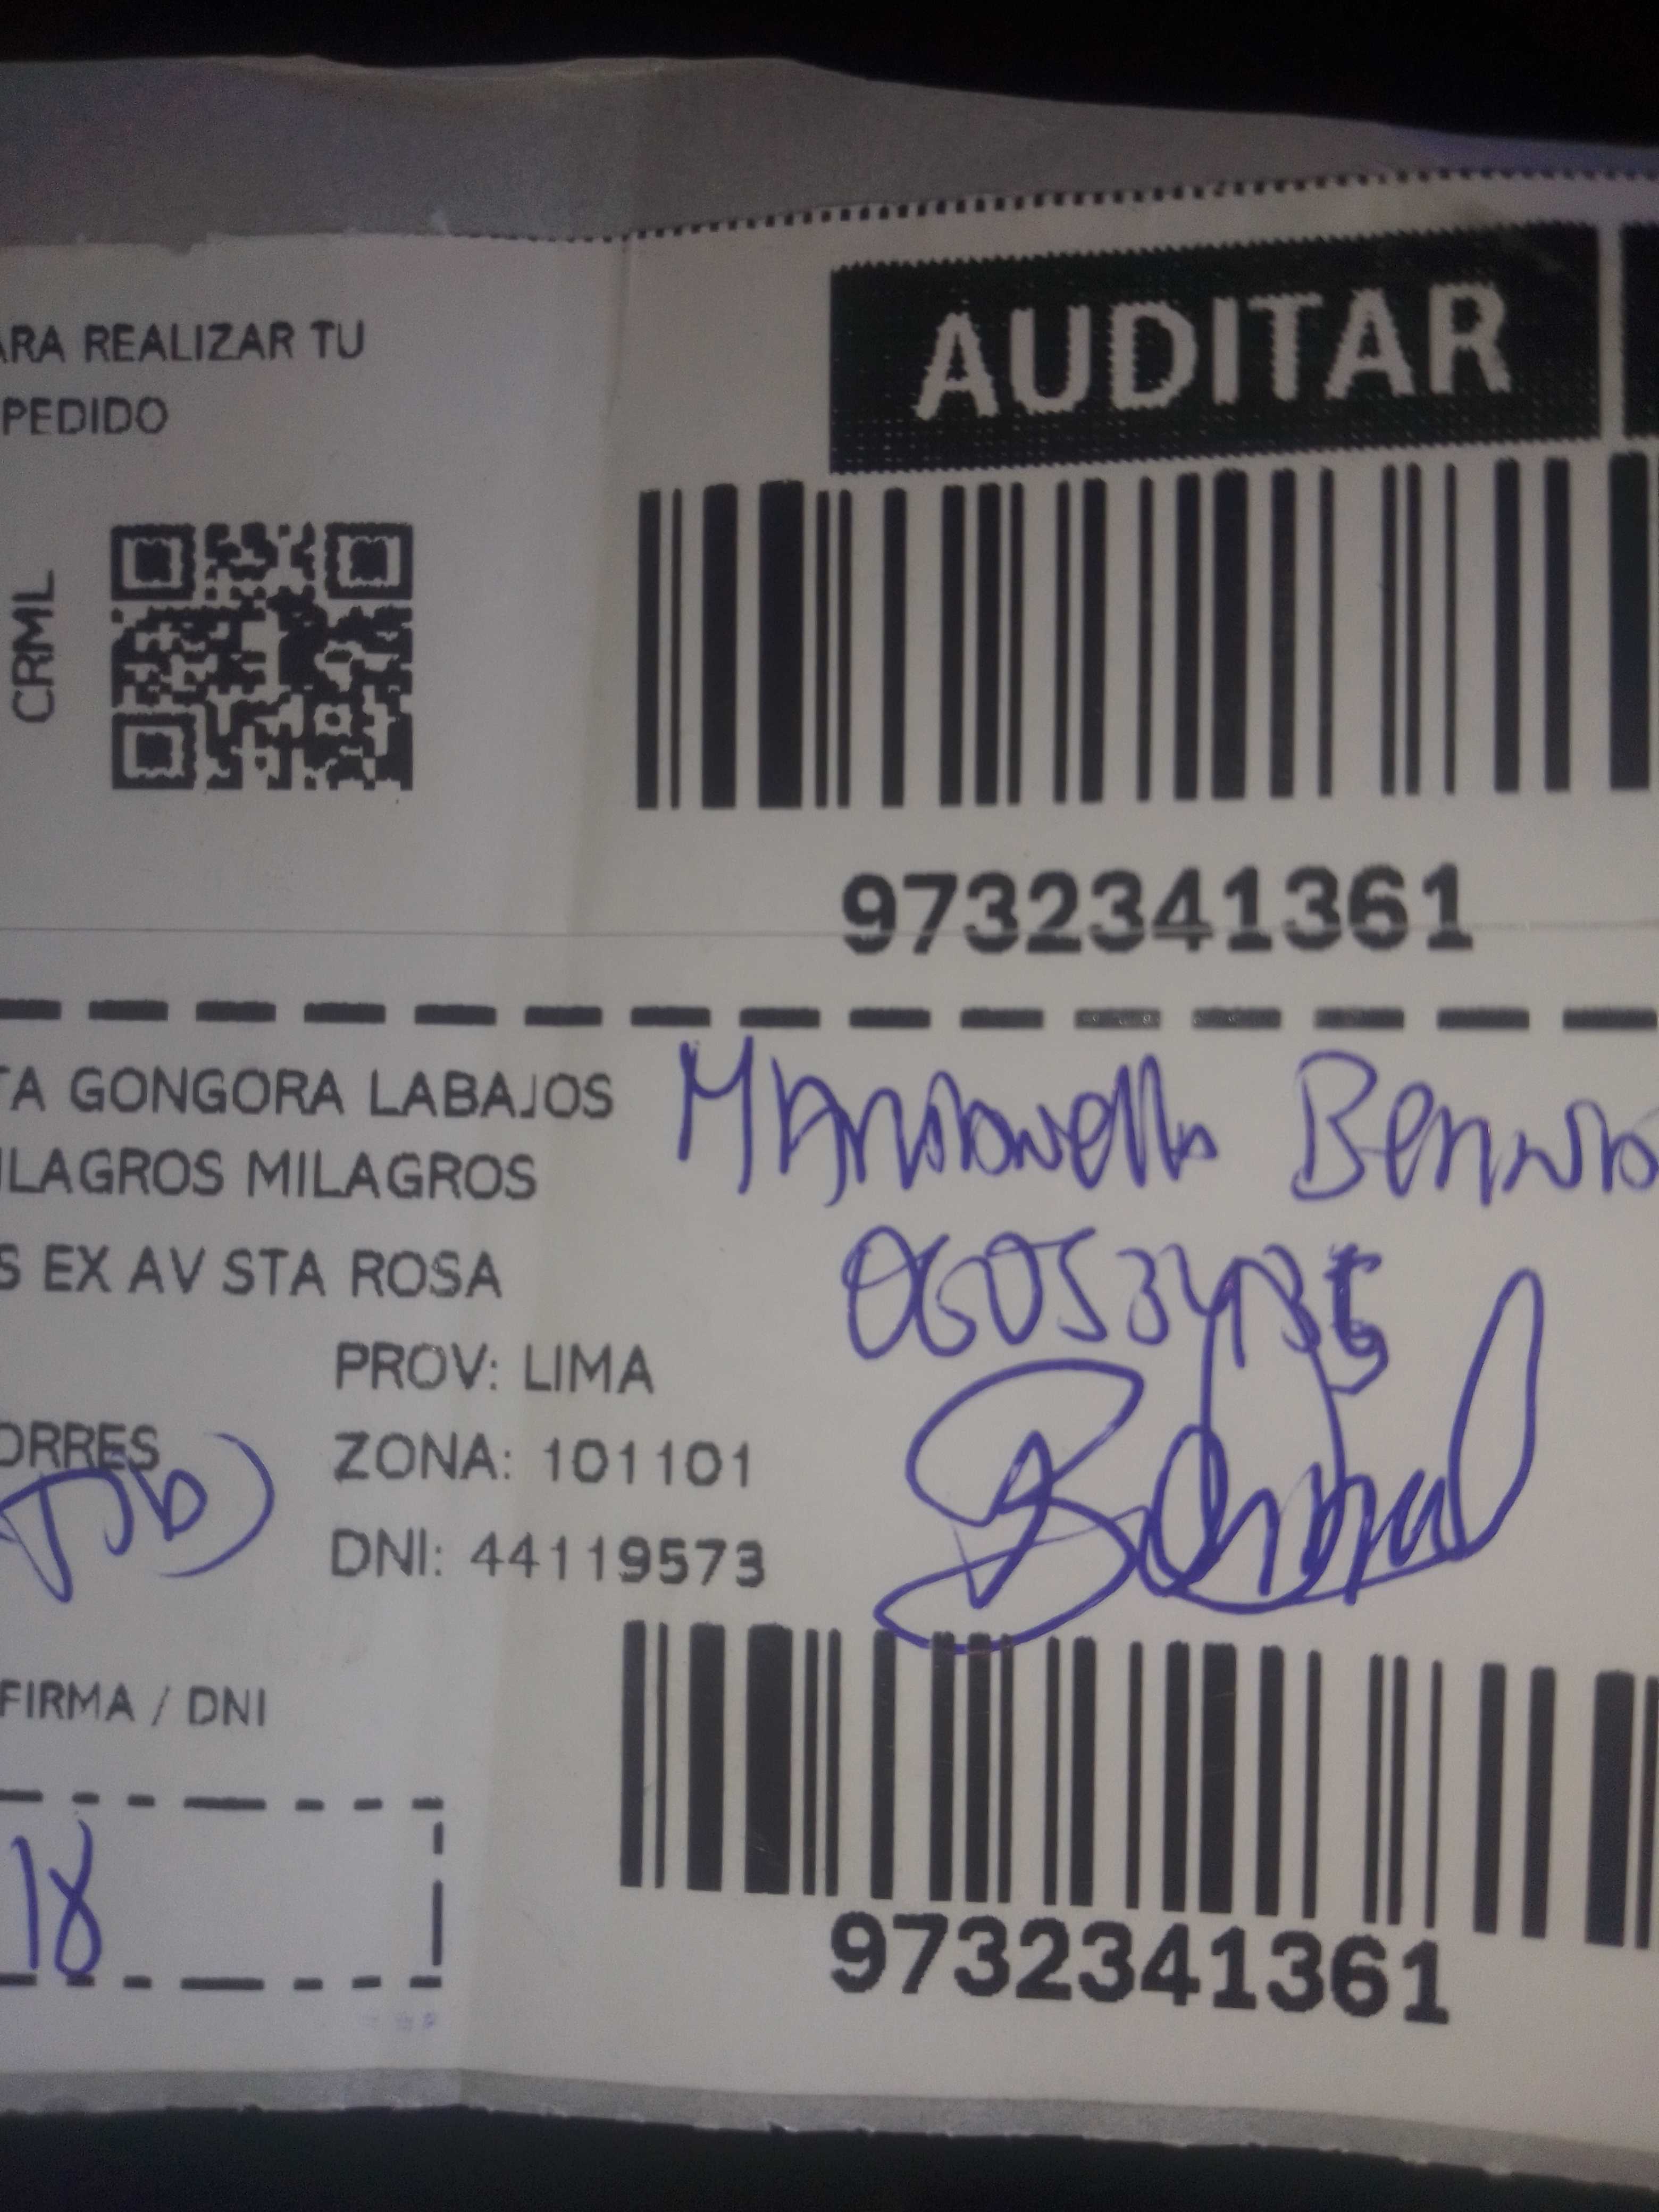 ARA REALIZAR TU
PEDIDO
AUDITAR
CRML
9732341361
TA GONGORA LABAJOS
ILAGROS MILAGROS
S EX AV STA ROSA
PROV: LIMA
ORRES
ZONA: 101101
DNI: 44119573
FIRMA / DNI
18
9732341361